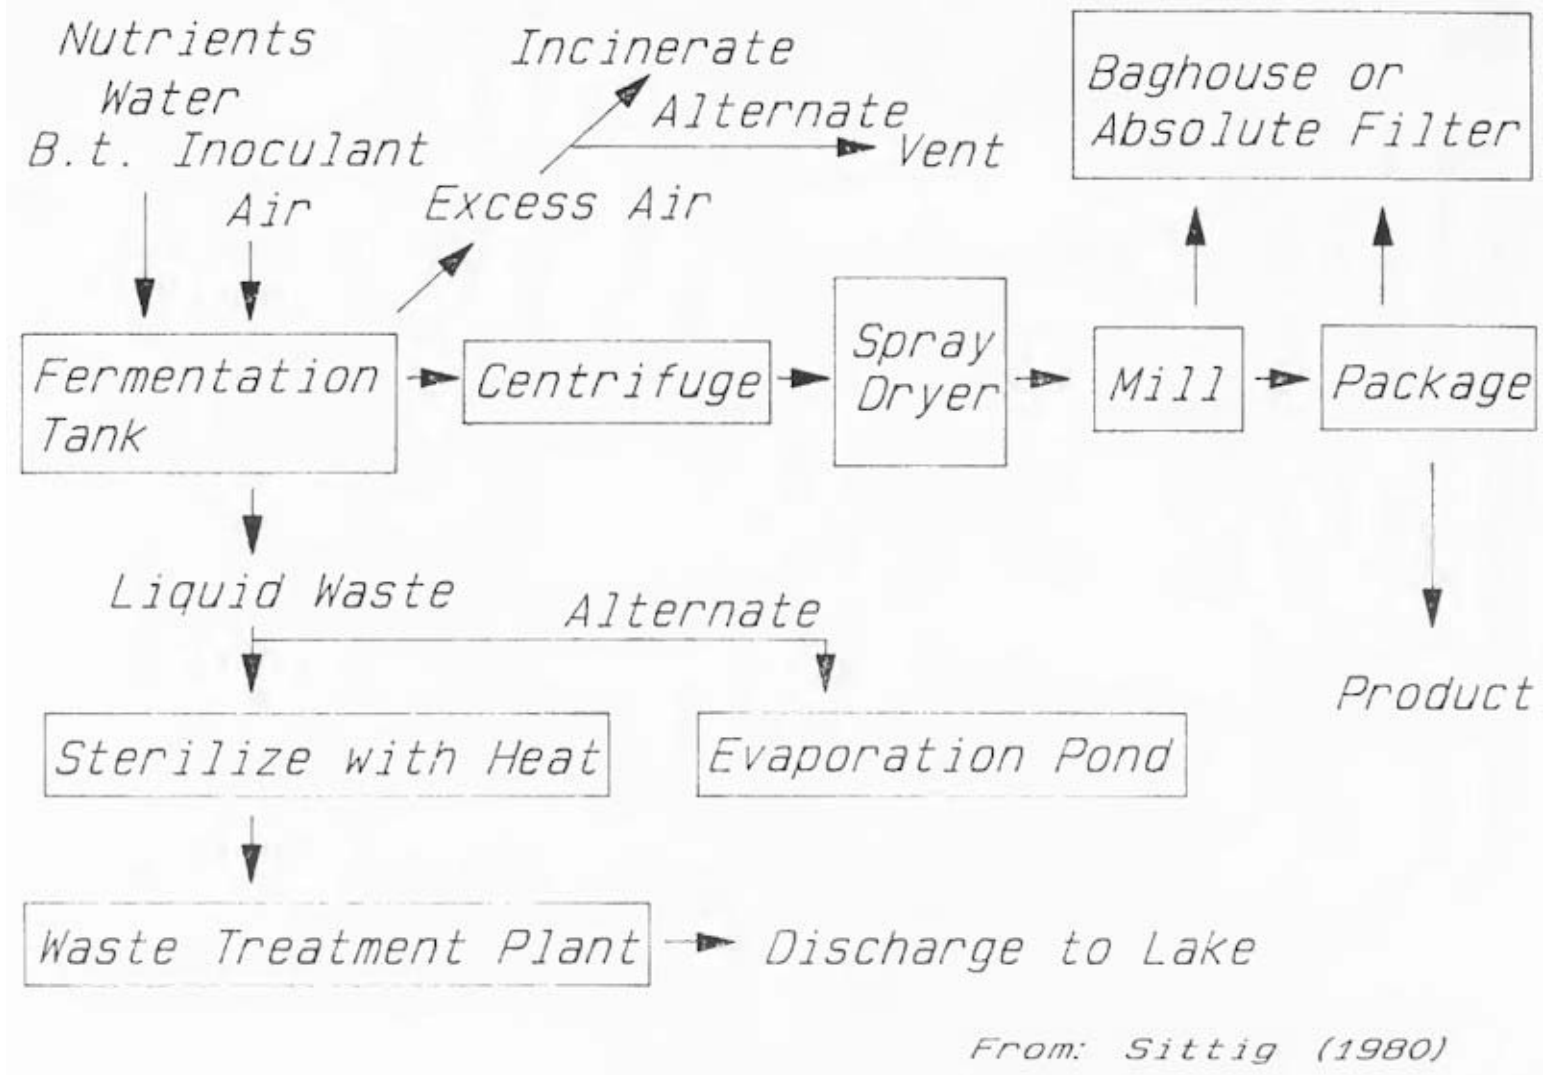 Nutrients
Water
B.t. Inoculant
Air
Incinerate
Alternate
Vent
Excess Air
Baghouse or
Absolute Filter
Fermentation
Tank
Centrifuge
Spray
Dryer
Mill
Package
Liquid Waste
Alternate
Product
Sterilize with Heat
Evaporation Pond
Waste Treatment Plant
Discharge to Lake
From: Sittig (1980)